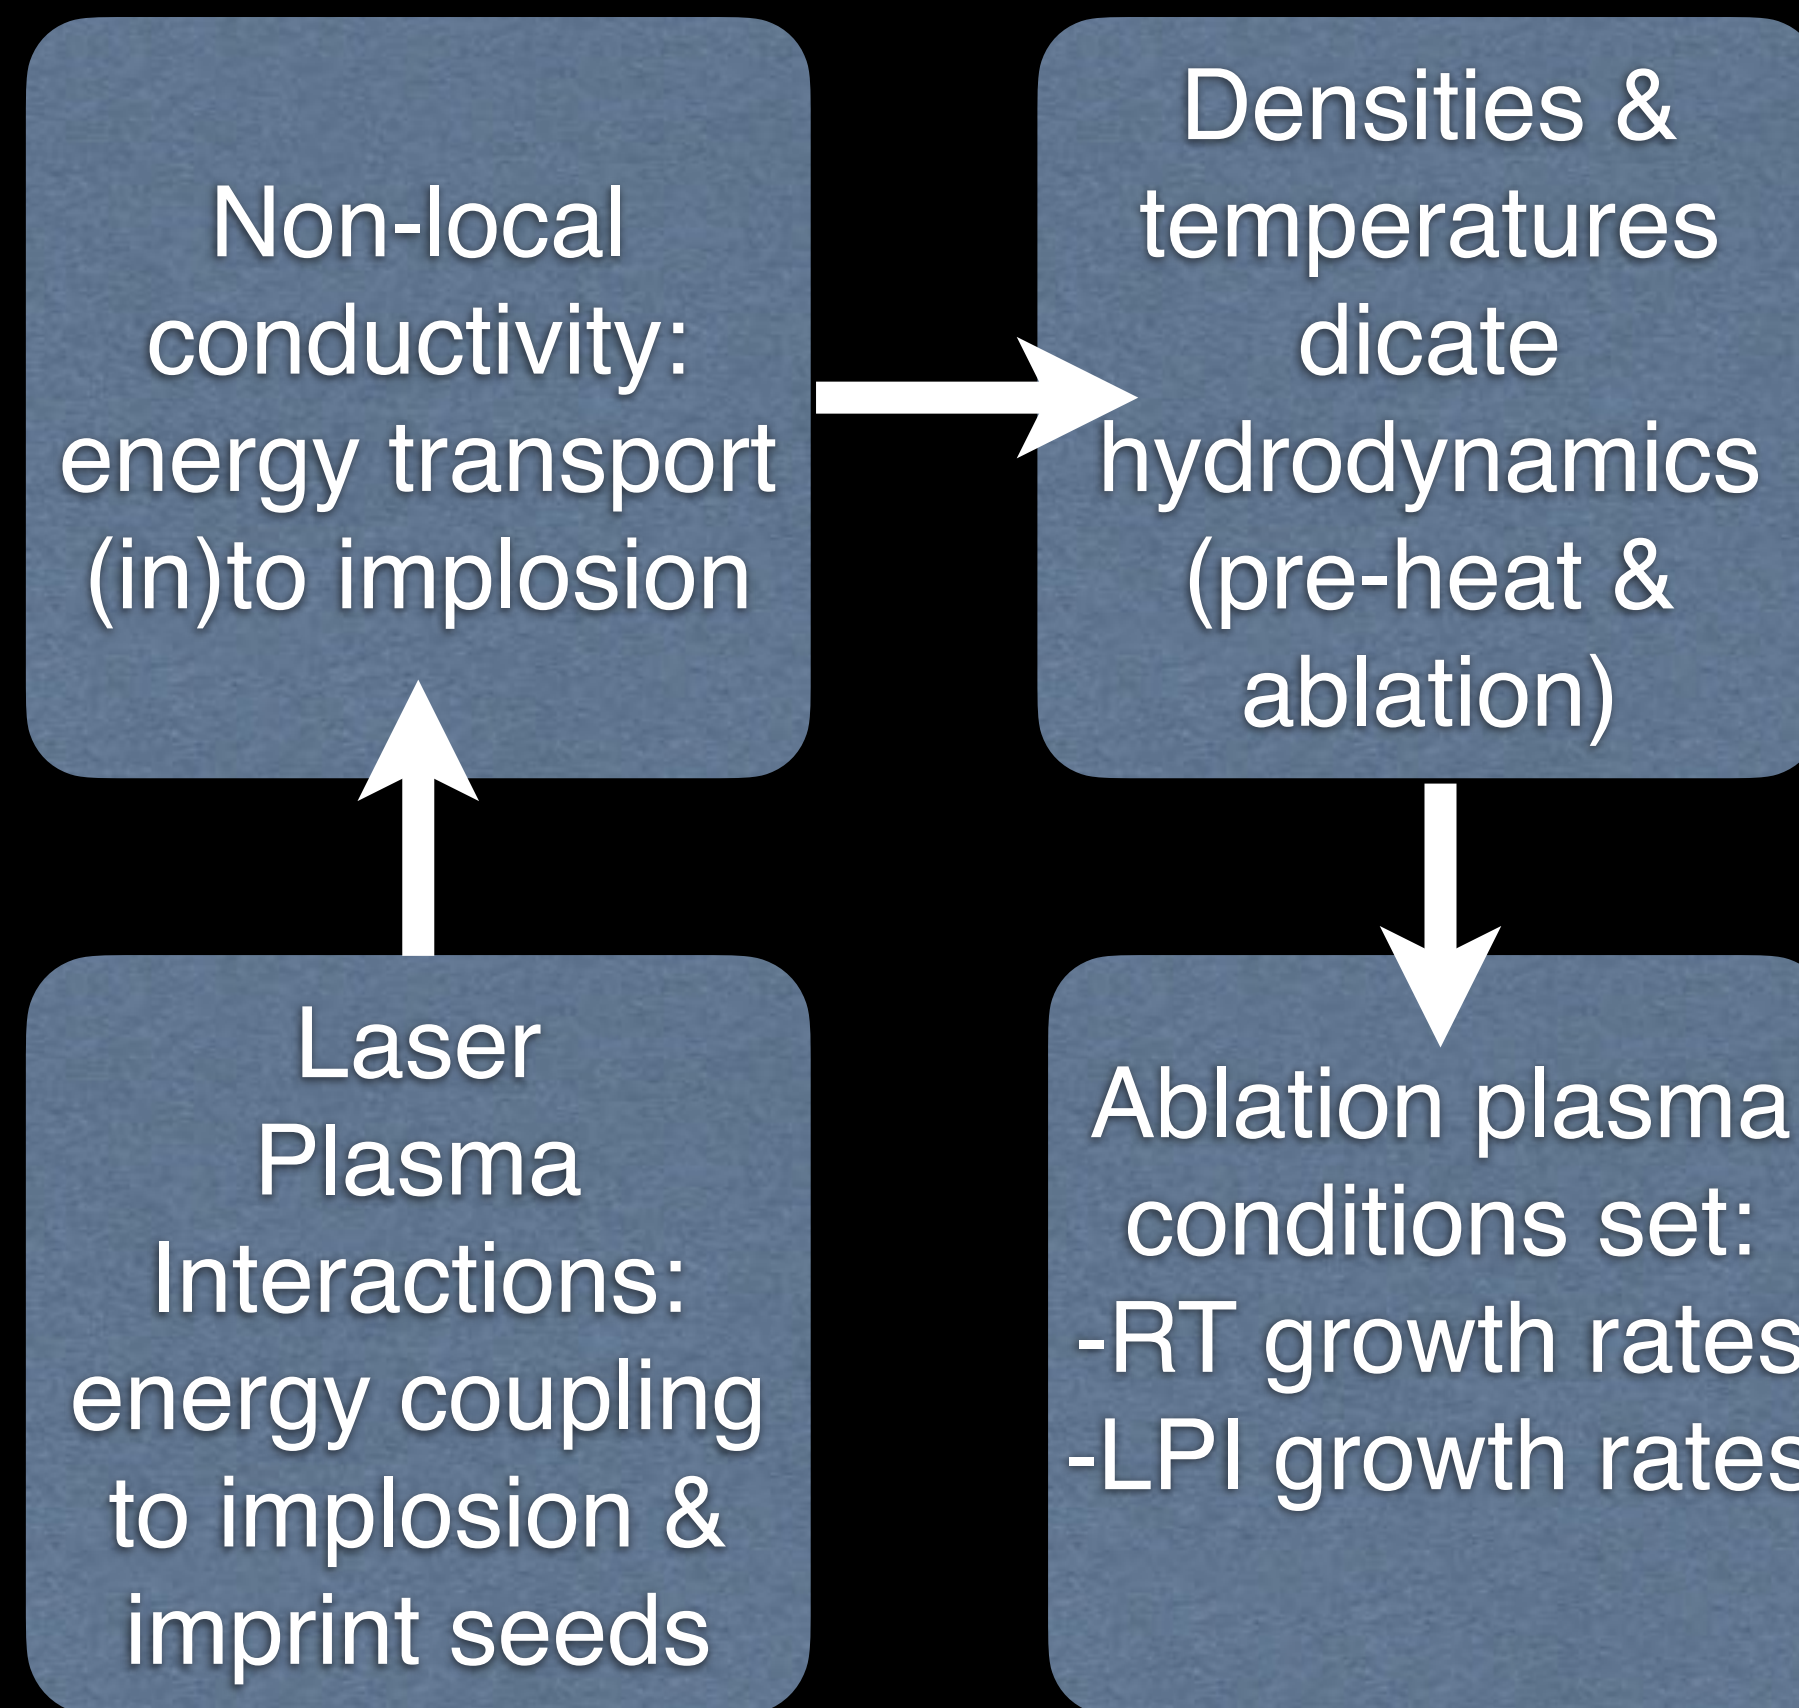 Non-local
conductivity:
energy transport
(in)to implosion
Densities &
temperatures
dicate
hydrodynamics
(pre-heat &
ablation)
Laser
Plasma
Interactions:
energy coupling
to implosion &
imprint seeds
Ablation plasma
conditions set:
-RT growth rates
-LPI growth rates